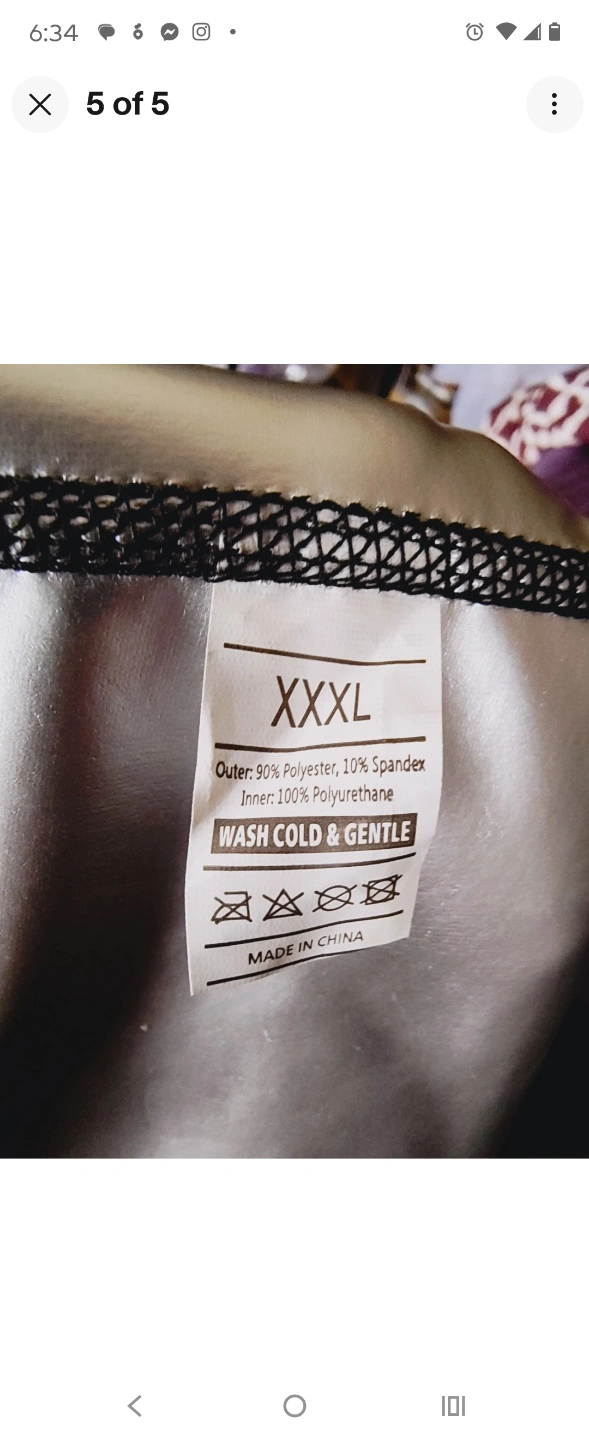 6:34
5 of 5
XXXL
Outer: 90% Polyester, 10% Spandex
Inner: 100% Polyurethane
WASH COLD & GENTLE
MADE IN CHINA